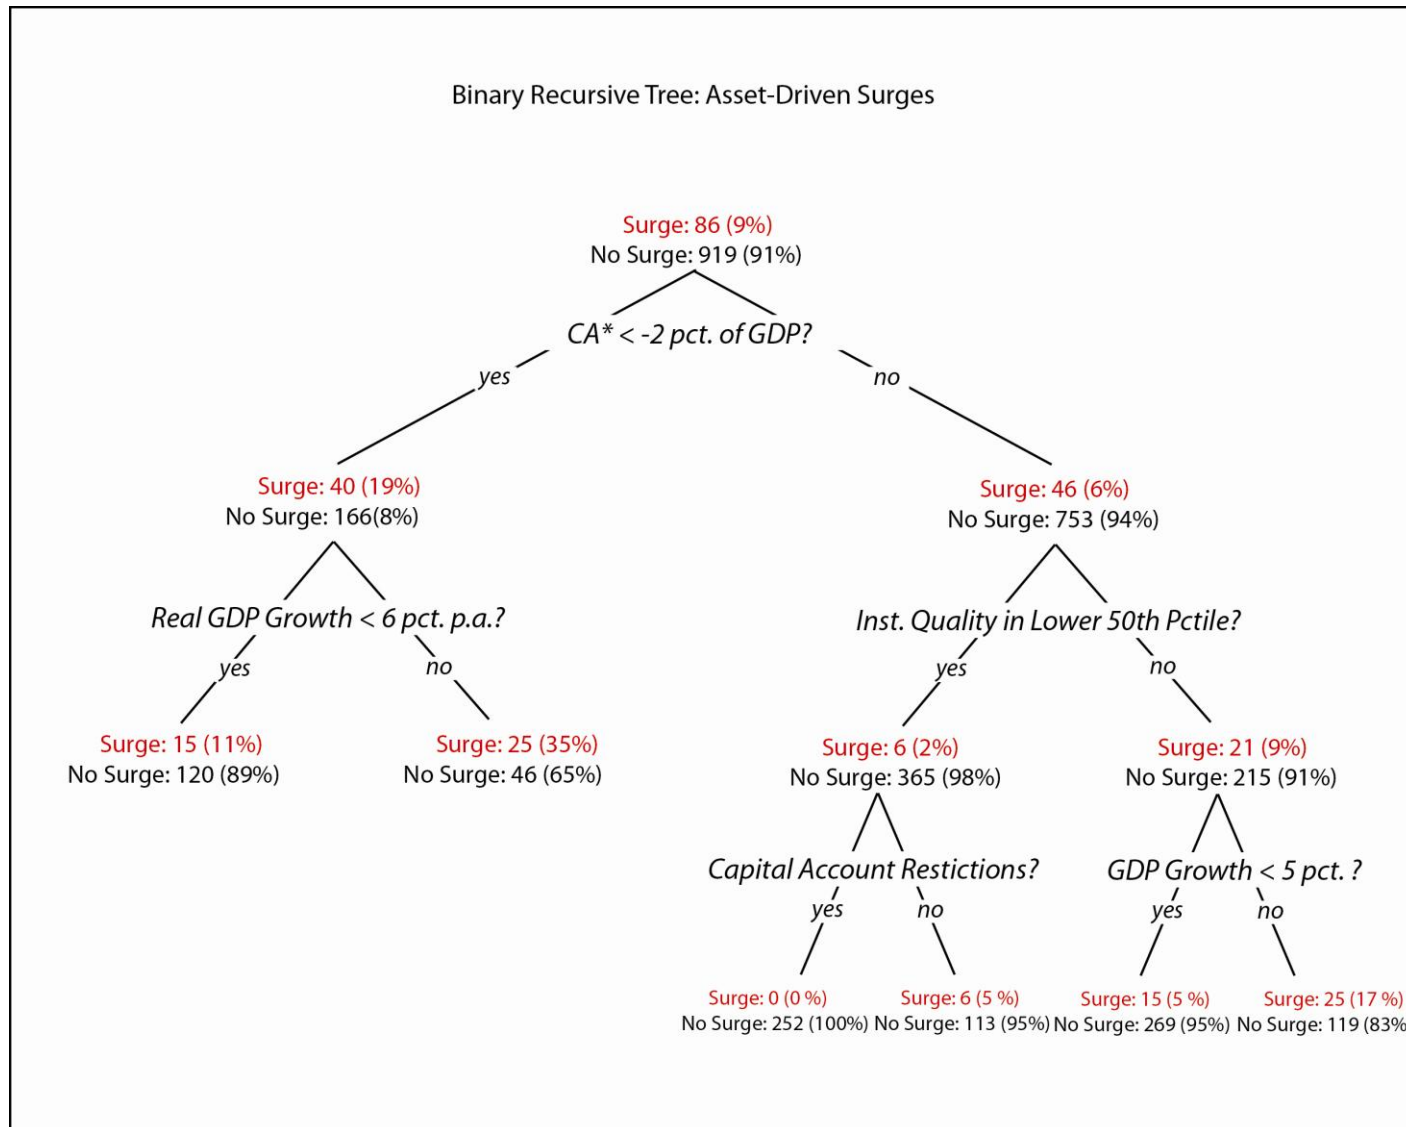 Binary Recursive Tree: Asset-Driven Surges
Surge: 86 (9%)
No Surge: 919 (91%)
CA* < -2 pct. of GDP?
yes
no
Surge: 40 (19%)
No Surge: 166(8%)
Surge: 46 (6%)
No Surge: 753 (94%)
Real GDP Growth < 6 pct. p.a.?
yes
no
Inst. Quality in Lower 50th Pctile?
yes
no
Surge: 15 (11%)
No Surge: 120 (89%)
Surge: 25 (35%)
No Surge: 46 (65%)
Surge: 6 (2%)
No Surge: 365 (98%)
Surge: 21 (9%)
No Surge: 215 (91%)
Capital Account Restictions?
yes
no
GDP Growth < 5 pct. ?
yes
no
Surge: 0 (0 %)
No Surge: 252 (100%)
Surge: 6 (5 %)
No Surge: 113 (95%)
Surge: 15 (5 %)
No Surge: 269 (95%)
Surge: 25 (17 %)
No Surge: 119 (83%